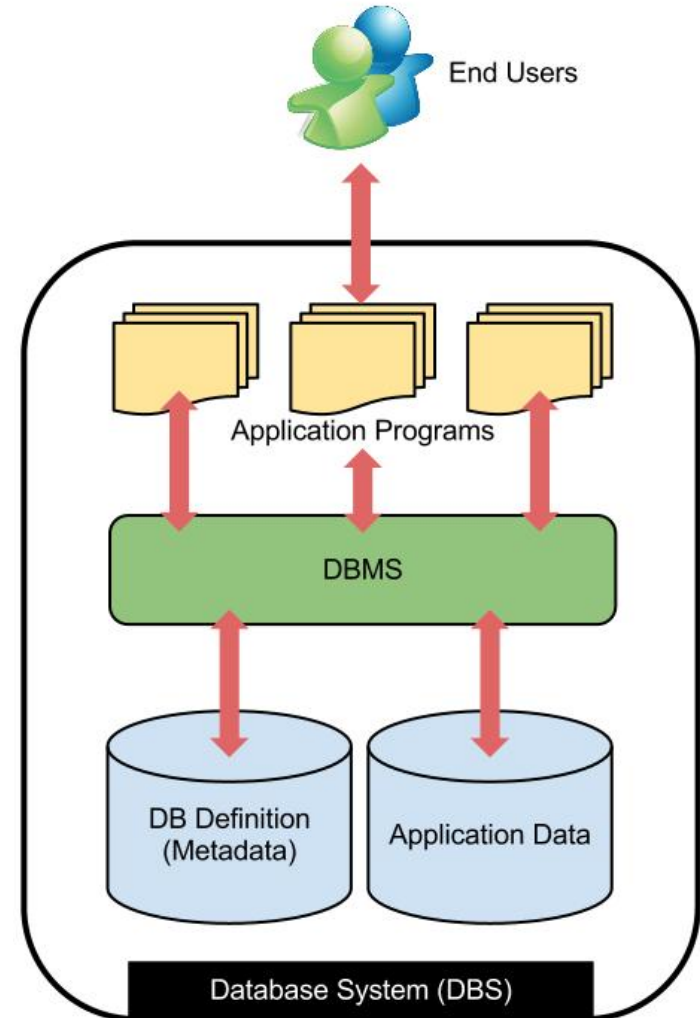 End Users
Application Programs
DBMS
DB Definition
(Metadata)
Application Data
Database System (DBS)